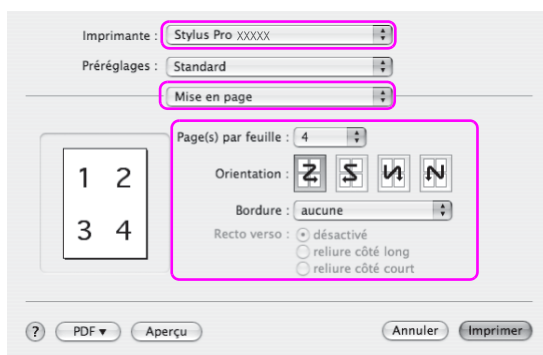 Imprimante : Stylus Pro XXXXX
Préréglages : Standard
Mise en page
Page(s) par feuille : 4
1 2
Orientation :
Bordure : aucune
3 4
Recto verso : désactivé
reliure côté long
reliure côté court
? PDF Aperçu Annuler Imprimer